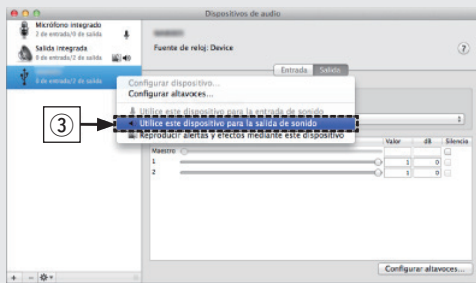 Dispositivos de audio
Micrófono integrado
2 de entrada/0 de salida
Salida integrada
0 de entrada/2 de salida
0 de entrada/2 de salida
Fuente de reloj: Device
?
Entrada Salida
Configurar dispositivo...
Configurar altavoces...
Utilice este dispositivo para la entrada de sonido
3 Utilice este dispositivo para la salida de sonido
Reproducir alertas y efectos mediante este dispositivo
Valor dB Silencio
Maestro
1 1 0
2 1 0
Configurar altavoces...